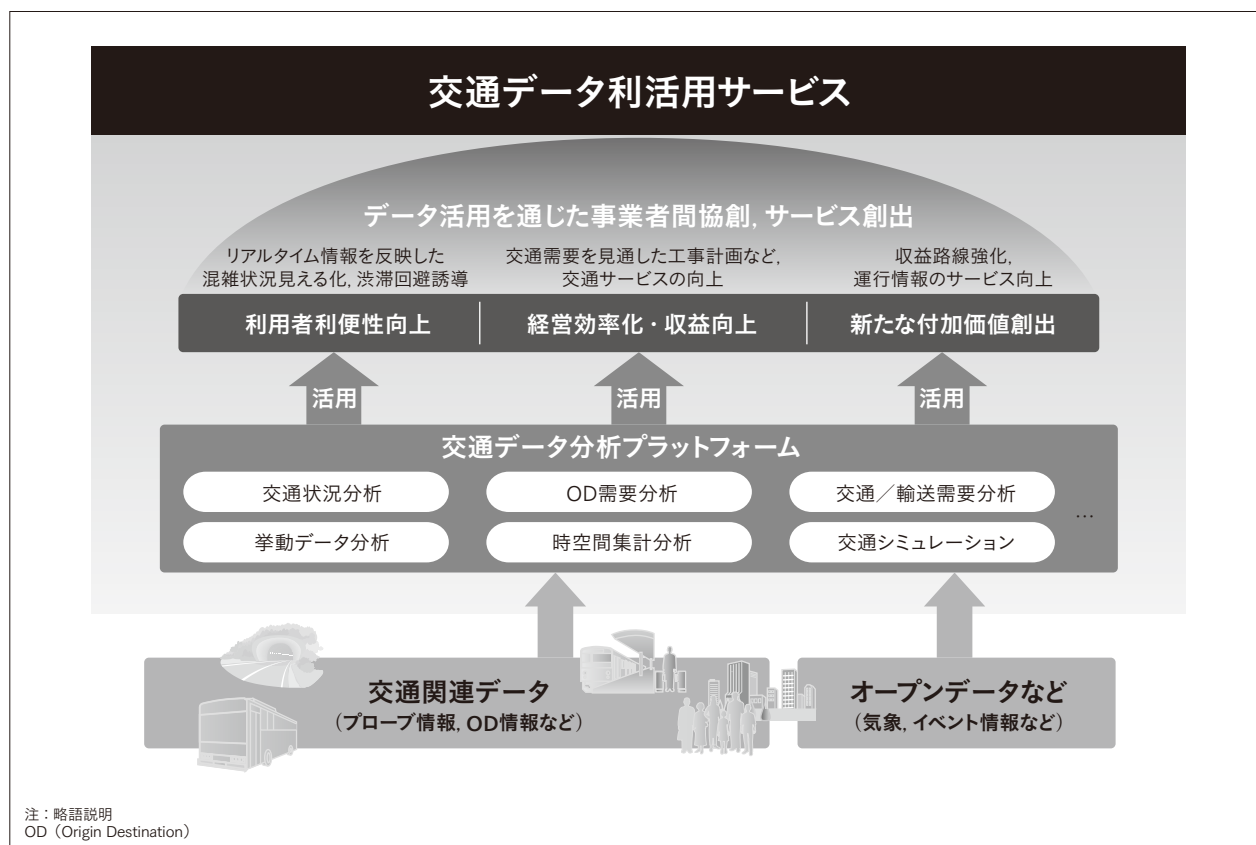 交通データ利活用サービス
データ活用を通じた事業者間協創, サービス創出
リアルタイム情報を反映した
混雑状況見える化, 渋滞回避誘導
交通需要を見通した工事計画など,
交通サービスの向上
収益路線強化,
運行情報のサービス向上
利用者利便性向上
経営効率化・収益向上
新たな付加価値創出
活用
活用
活用
交通データ分析プラットフォーム
交通状況分析
OD需要分析
交通／輸送需要分析
挙動データ分析
時空間集計分析
交通シミュレーション
…
交通関連データ
（プローブ情報, OD情報など）
オープンデータなど
（気象, イベント情報など）
注：略語説明
OD（Origin Destination）